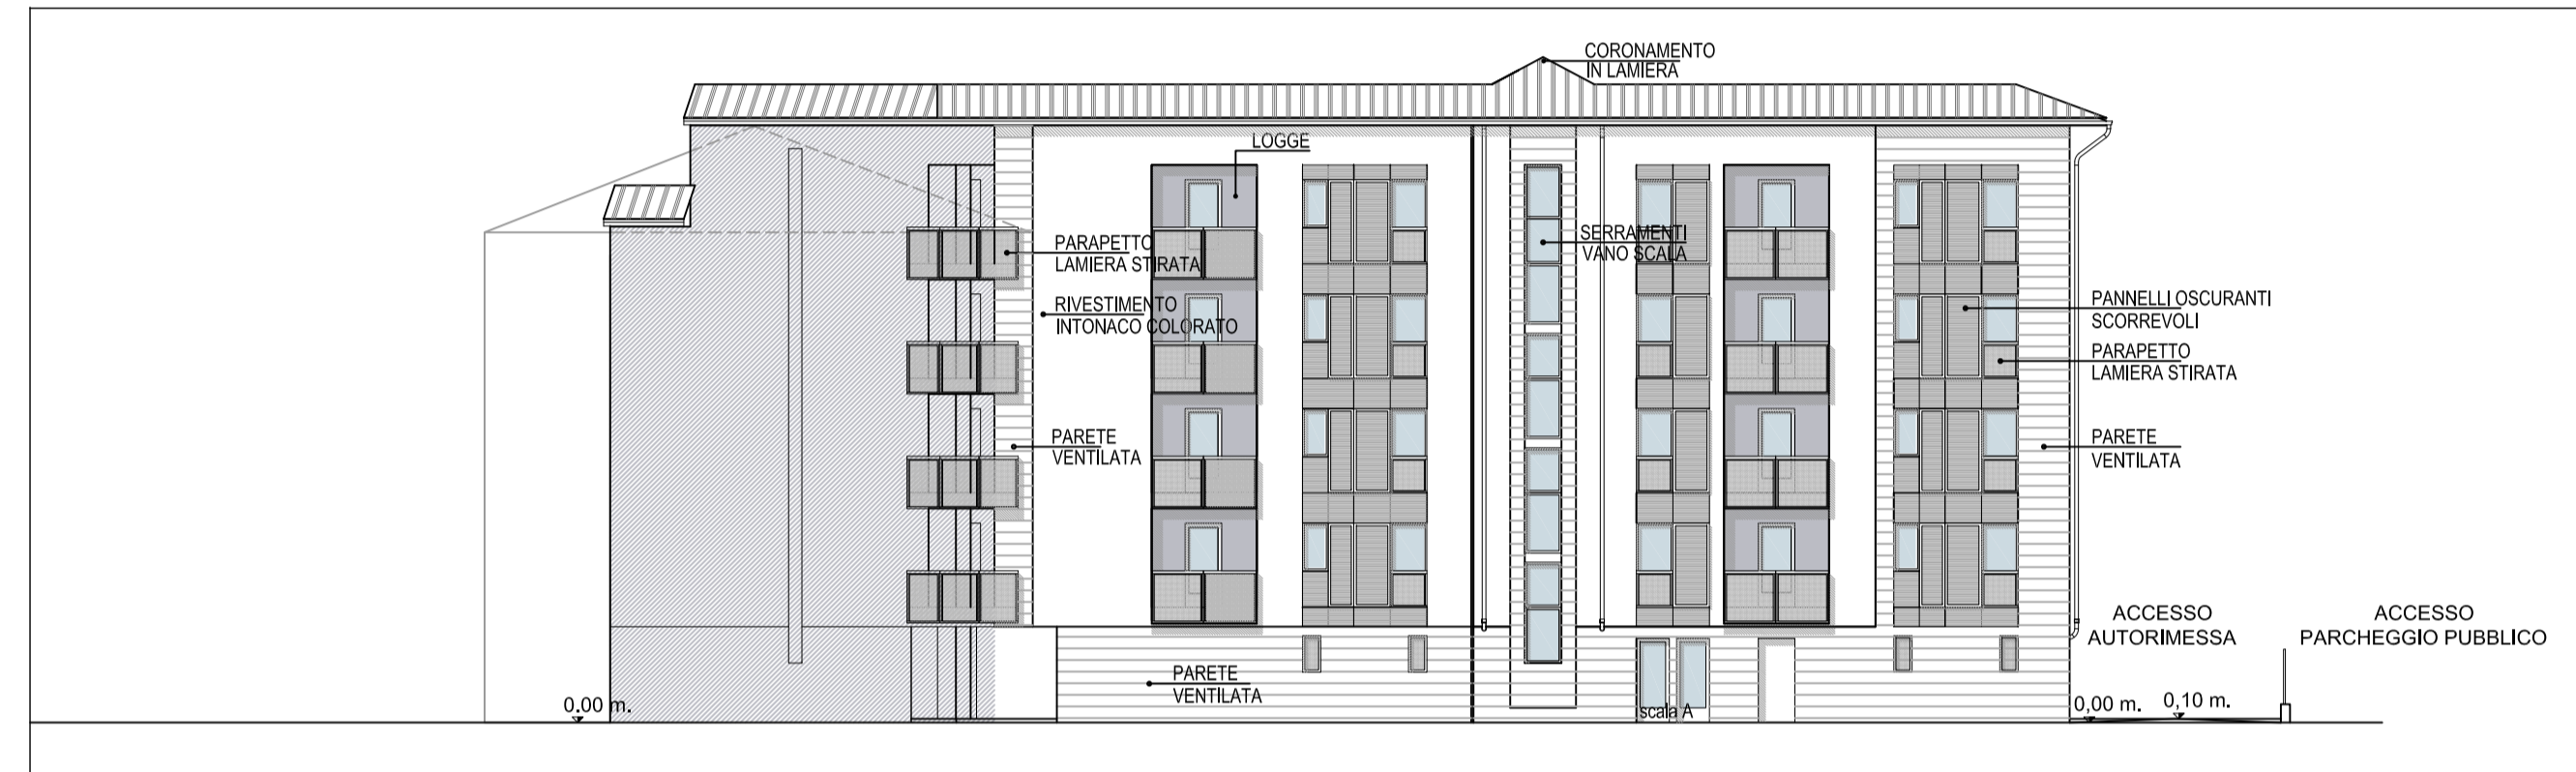 CORONAMENTO
IN LAMIERA
LOGGE
PARAPETTO
LAMIERA STIRATA
SERRAMENTI
VANO SCALA
RIVESTIMENTO
INTONACO COLORATO
PANNELLI OSCURANTI
SCORREVOLI
PARAPETTO
LAMIERA STIRATA
PARETE
VENTILATA
PARETE
VENTILATA
ACCESSO
AUTORIMESSA
ACCESSO
PARCHEGGIO PUBBLICO
PARETE
VENTILATA
0.00 m.
scala A
0,00 m.
0,10 m.